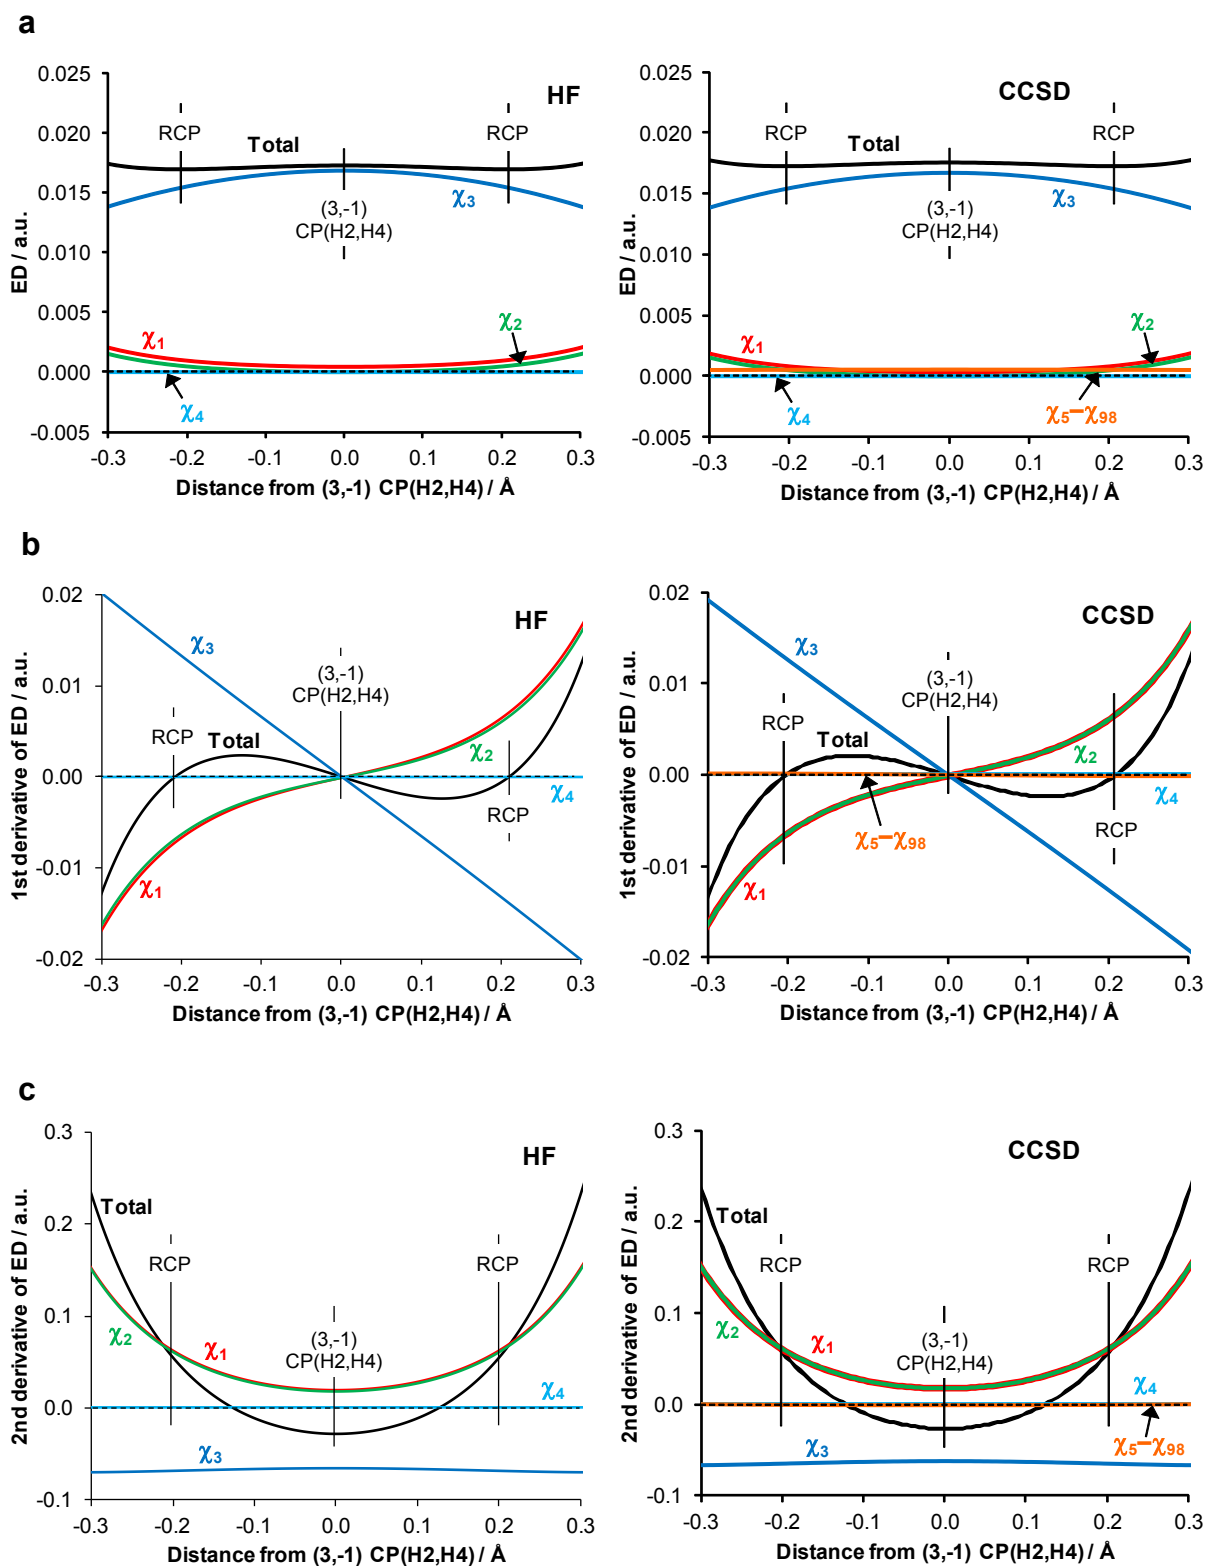 a
HF
0.025
0.020
0.015
0.010
0.005
0.000
-0.005
ED / a.u.
RCP
Total
RCP
χ3
(3,-1)
CP(H2,H4)
χ1
χ2
χ4
-0.3 -0.2 -0.1 0.0 0.1 0.2 0.3
Distance from (3,-1) CP(H2,H4) / Å
CCSD
0.025
0.020
0.015
0.010
0.005
0.000
-0.005
ED / a.u.
RCP
Total
RCP
χ3
(3,-1)
CP(H2,H4)
χ1
χ2
χ4
χ5–χ98
-0.3 -0.2 -0.1 0.0 0.1 0.2 0.3
Distance from (3,-1) CP(H2,H4) / Å
b
HF
0.02
0.01
0.00
-0.01
-0.02
1st derivative of ED / a.u.
χ3
(3,-1)
CP(H2,H4)
RCP
Total
χ2
χ4
RCP
χ1
-0.3 -0.2 -0.1 0.0 0.1 0.2 0.3
Distance from (3,-1) CP(H2,H4) / Å
CCSD
0.02
0.01
0.00
-0.01
-0.02
1st derivative of ED / a.u.
χ3
(3,-1)
CP(H2,H4)
RCP
Total
χ2
χ4
χ5–χ98
RCP
χ1
-0.3 -0.2 -0.1 0.0 0.1 0.2 0.3
Distance from (3,-1) CP(H2,H4) / Å
c
HF
0.3
0.2
0.1
0.0
-0.1
2nd derivative of ED / a.u.
Total
RCP
RCP
χ2
χ1
(3,-1)
CP(H2,H4)
χ4
χ3
-0.3 -0.2 -0.1 0.0 0.1 0.2 0.3
Distance from (3,-1) CP(H2,H4) / Å
CCSD
0.3
0.2
0.1
0.0
-0.1
2nd derivative of ED / a.u.
Total
RCP
RCP
χ2
χ1
(3,-1)
CP(H2,H4)
χ4
χ3
χ5–χ98
-0.3 -0.2 -0.1 0.0 0.1 0.2 0.3
Distance from (3,-1) CP(H2,H4) / Å